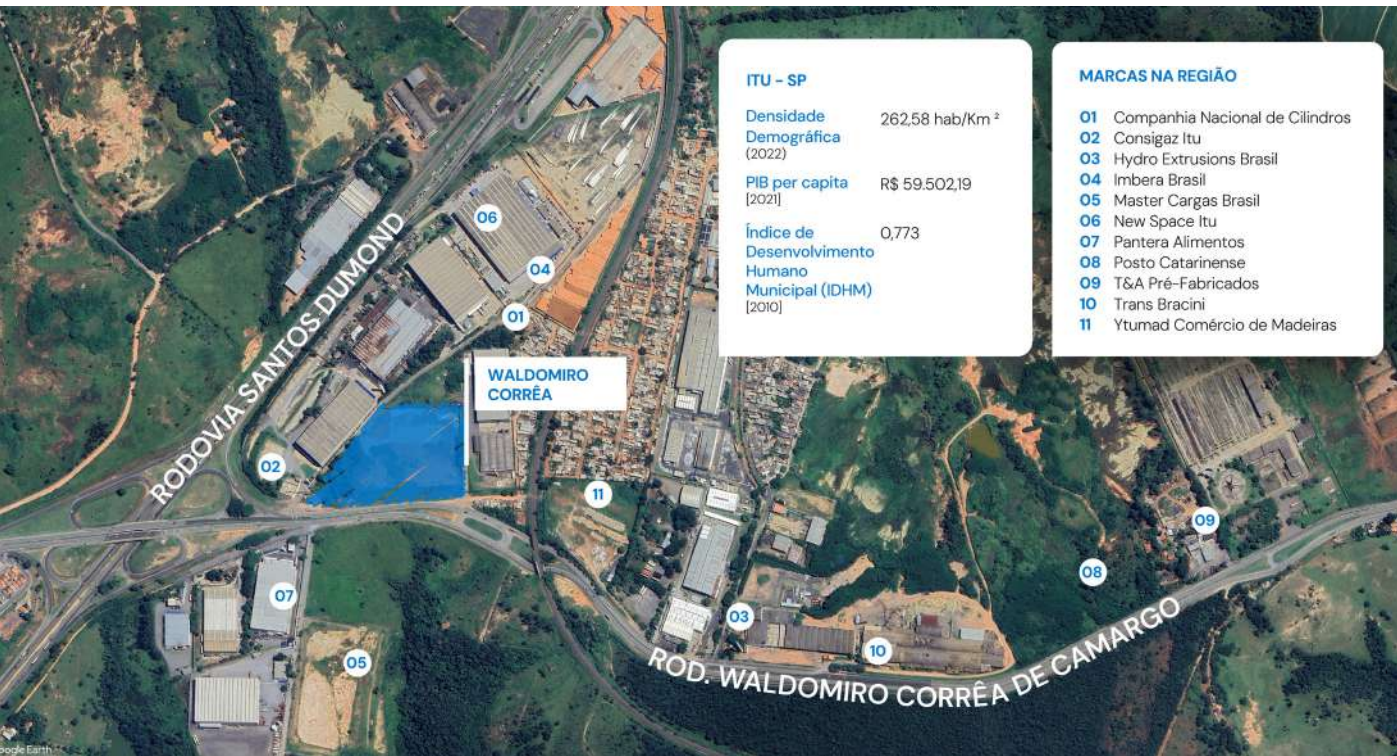 ITU - SP
Densidade Demográfica (2022) 262,58 hab/Km ²
PIB per capita [2021] R$ 59.502,19
Índice de Desenvolvimento Humano Municipal (IDHM) [2010] 0,773
MARCAS NA REGIÃO
01 Companhia Nacional de Cilindros
02 Consigaz Itu
03 Hydro Extrusions Brasil
04 Imbera Brasil
05 Master Cargas Brasil
06 New Space Itu
07 Pantera Alimentos
08 Posto Catarinense
09 T&A Pré-Fabricados
10 Trans Bracini
11 Ytumad Comércio de Madeiras
RODOVIA SANTOS DUMOND
06
04
01
WALDOMIRO
CORRÊA
02
11
07
05
03
10
08
09
ROD. WALDOMIRO CORRÊA DE CAMARGO
oogle Earth